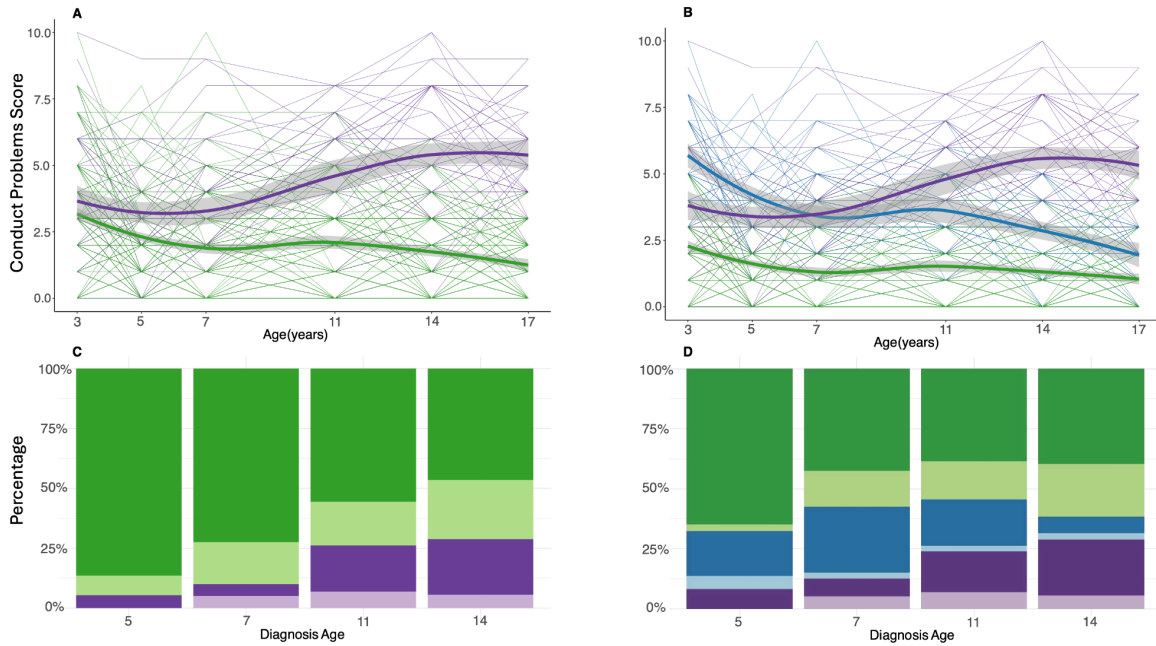 A
10.0
7.5
5.0
2.5
0.0
Conduct Problems Score
3 5 7 11 14 17
Age(years)
B
10.0
7.5
5.0
2.5
0.0
3 5 7 11 14 17
Age(years)
C
100%
75%
50%
25%
0%
Percentage
5 7 11 14
Diagnosis Age
D
100%
75%
50%
25%
0%
5 7 11 14
Diagnosis Age